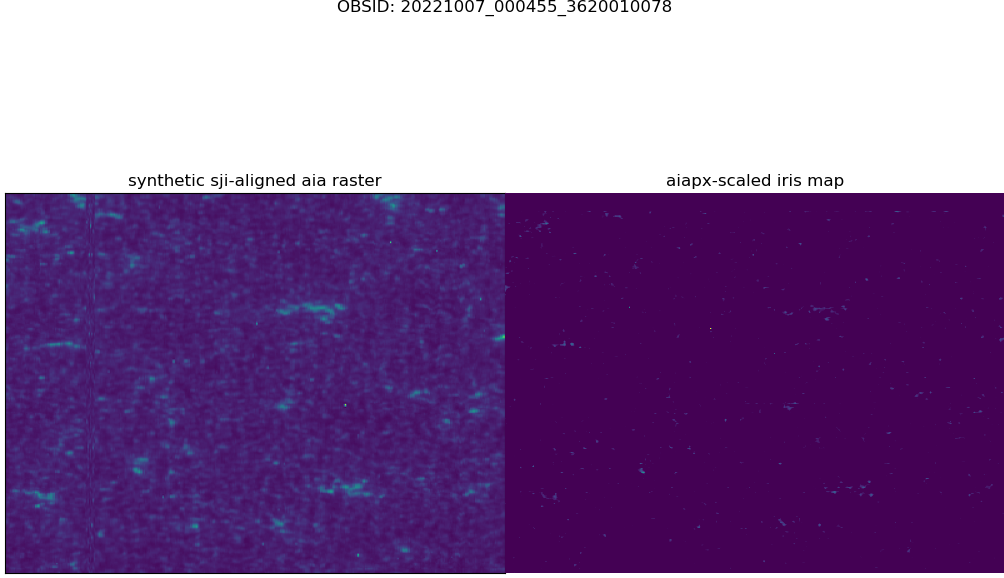 OBSID: 20221007_000455_3620010078
synthetic sji-aligned aia raster
aiapx-scaled iris map